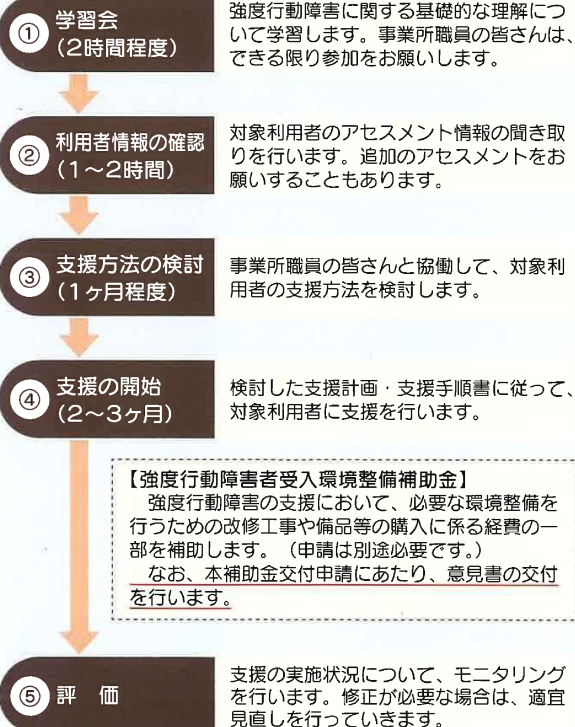 ① 学習会
(2時間程度)
強度行動障害に関する基礎的な理解につ
いて学習します。事業所職員の皆さんは、
できる限り参加をお願いします。
② 利用者情報の確認
(1〜2時間)
対象利用者のアセスメント情報の聞き取
りを行います。追加のアセスメントをお
願いすることもあります。
③ 支援方法の検討
(1ヶ月程度)
事業所職員の皆さんと協働して、対象利
用者の支援方法を検討します。
④ 支援の開始
(2〜3ヶ月)
検討した支援計画・支援手順書に従って、
対象利用者に支援を行います。
【強度行動障害者受入環境整備補助金】
強度行動障害の支援において、必要な環境整備を
行うための改修工事や備品等の購入に係る経費の一
部を補助します。(申請は別途必要です。)
なお、本補助金交付申請にあたり、意見書の交付
を行います。
⑤ 評 価
支援の実施状況について、モニタリング
を行います。修正が必要な場合は、適宜
見直しを行っていきます。